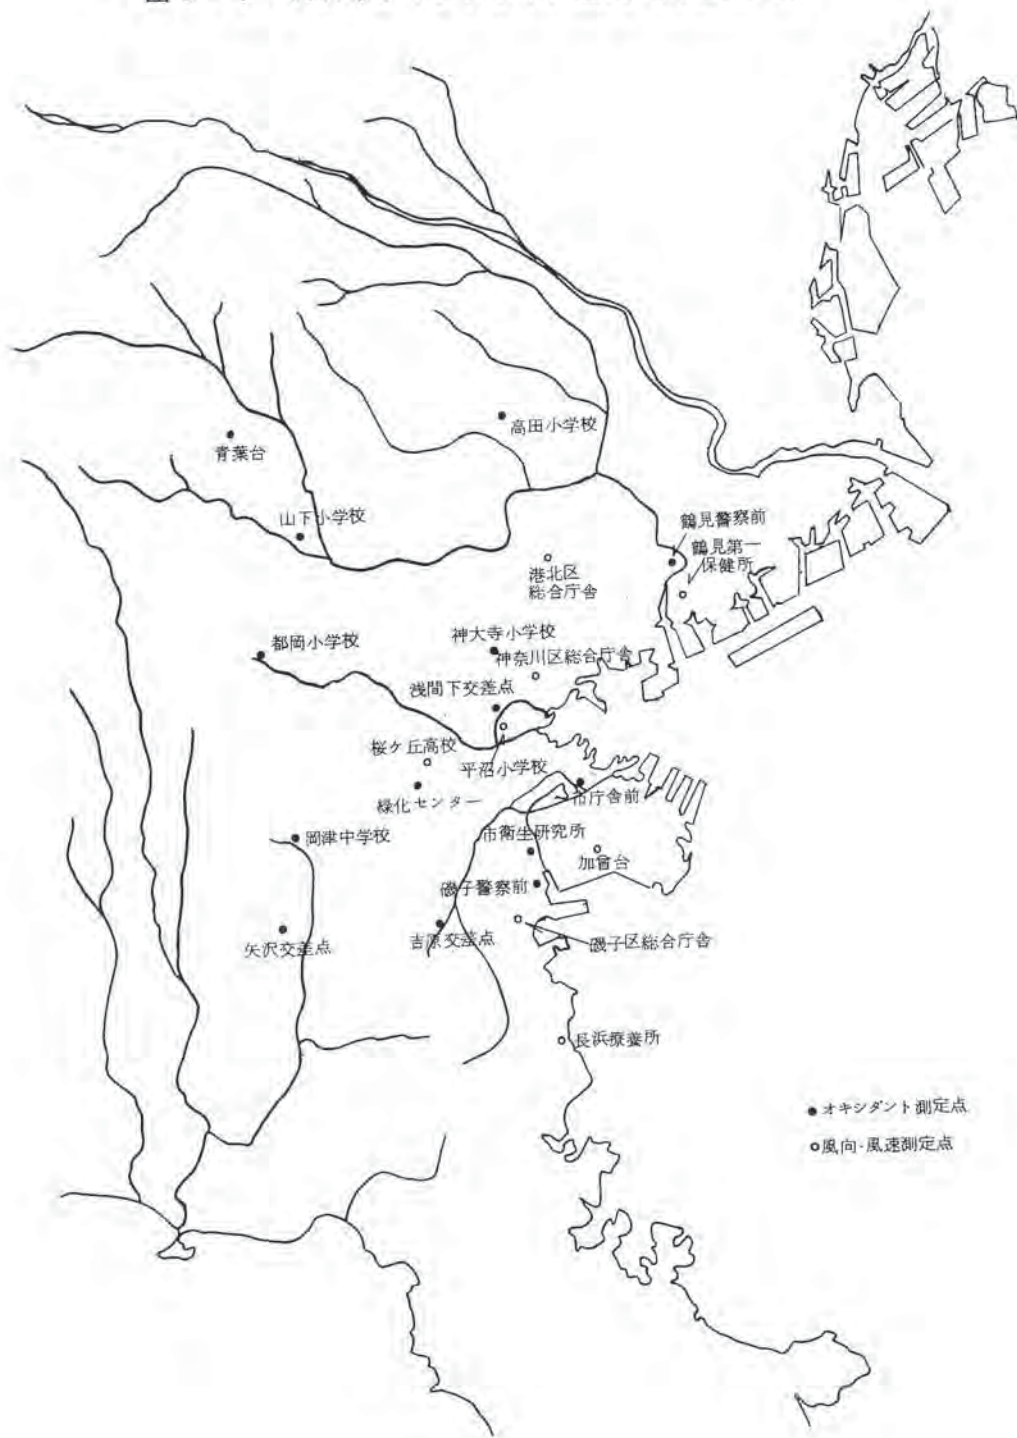 高田小学校
青葉台
山下小学校
鶴見警察前
鶴見第一
保健所
港北区
総合庁舎
都岡小学校
神大寺小学校
神奈川区総合庁舎
浅間下交差点
桜ケ丘高校
平沼小学校
緑化センター
市庁舎前
岡津中学校
市衛生研究所
加曽台
磯子警察前
矢沢交差点
吉原交差点
磯子区総合庁舎
長浜療養所
●オキシダント測定点
○風向・風速測定点